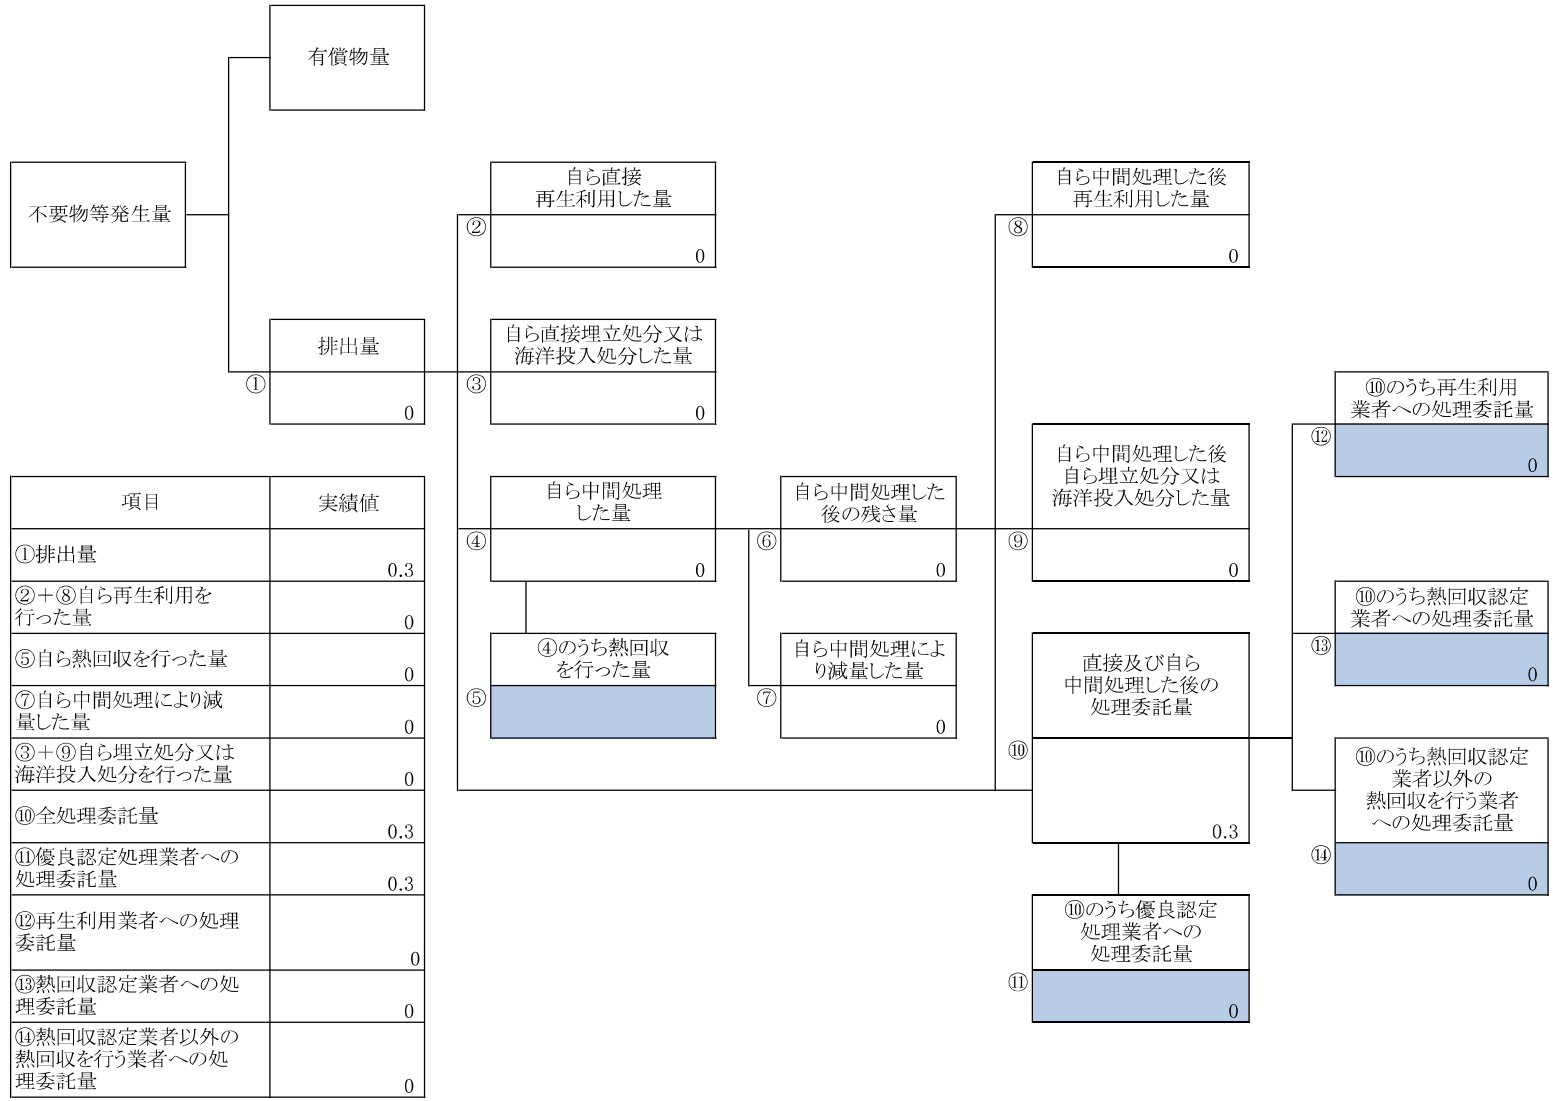 有償物量
不要物等発生量
自ら直接
再生利用した量
②
0
自ら中間処理した後
再生利用した量
⑧
0
排出量
①
0
自ら直接埋立処分又は
海洋投入処分した量
③
0
⑩のうち再生利用
業者への処理委託量
⑫
0
自ら中間処理
した量
④
0
自ら中間処理した
後の残さ量
⑥
0
自ら中間処理した後
自ら埋立処分又は
海洋投入処分した量
⑨
0
④のうち熱回収
を行った量
⑤
自ら中間処理によ
り減量した量
⑦
0
直接及び自ら
中間処理した後の
処理委託量
⑩
0.3
⑩のうち熱回収認定
業者への処理委託量
⑬
0
⑩のうち熱回収認定
業者以外の
熱回収を行う業者
への処理委託量
⑭
0
⑩のうち優良認定
処理業者への
処理委託量
⑪
0
項目 実績値
①排出量
0.3
②＋⑧自ら再生利用を
行った量
0
⑤自ら熱回収を行った量
0
⑦自ら中間処理により減
量した量
0
③＋⑨自ら埋立処分又は
海洋投入処分を行った量
0
⑩全処理委託量
0.3
⑪優良認定処理業者への
処理委託量
0.3
⑫再生利用業者への処理
委託量
0
⑬熱回収認定業者への処
理委託量
0
⑭熱回収認定業者以外の
熱回収を行う業者への処
理委託量
0